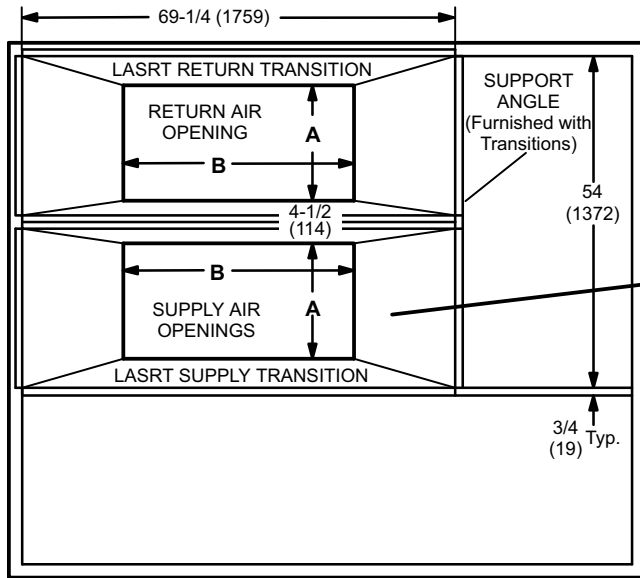 69-1/4 (1759)
LASRT RETURN TRANSITION
RETURN AIR
OPENING
A
B
SUPPORT
ANGLE
(Furnished with
Transitions)
4-1/2
(114)
54
(1372)
B
SUPPLY AIR
OPENINGS
A
LASRT SUPPLY TRANSITION
3/4
(19) Typ.